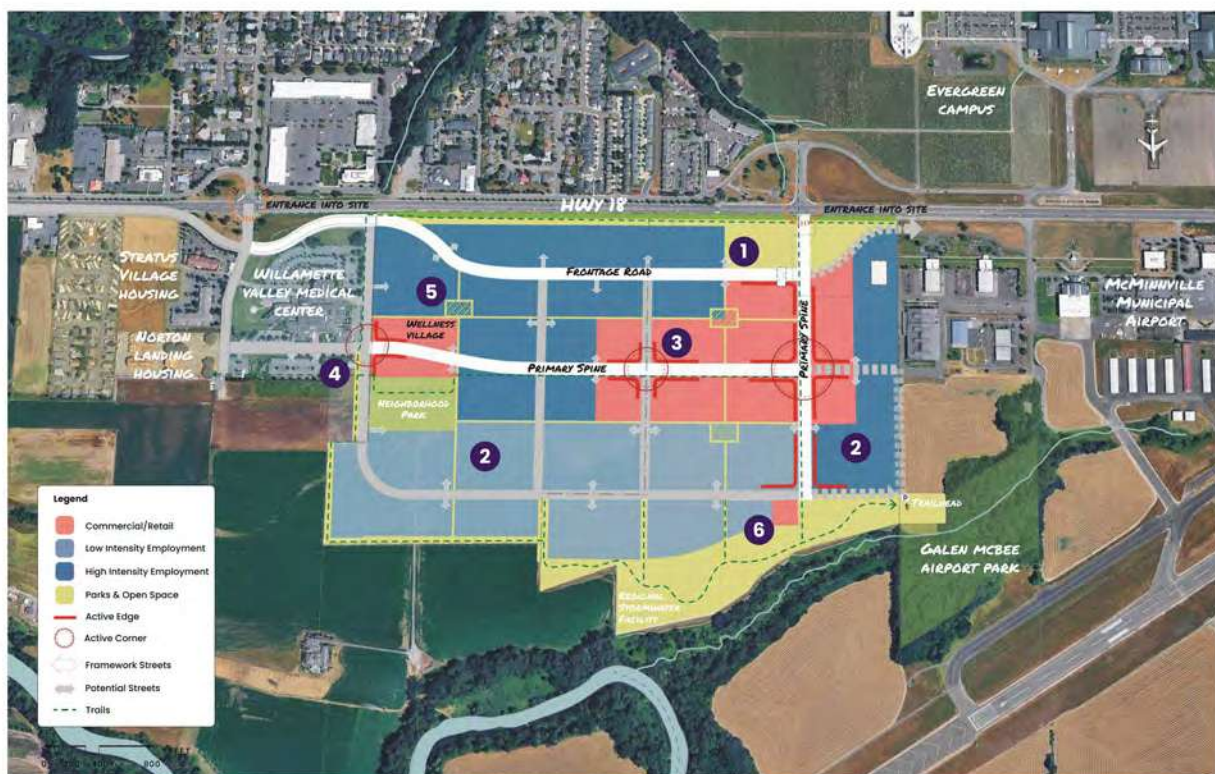 EVERGREEN
CAMPUS
ENTRANCE INTO SITE
HWY 18
ENTRANCE INTO SITE
1
STRATUS
VILLAGE
HOUSING
WILLAMETTE
VALLEY MEDICAL
CENTER
FRONTAGE ROAD
MCMINNVILLE
MUNICIPAL
AIRPORT
5
NORTON
LANDING
HOUSING
WELLNESS
VILLAGE
3
PRIMARY SPINE
4
PRIMARY SPINE
NEIGHBORHOOD
PARK
2
2
P
TRAILHEAD
6
GALEN MCBEE
AIRPORT PARK
REGIONAL
STORMWATER
FACILITY
Legend
Commercial/Retail
Low Intensity Employment
High Intensity Employment
Parks & Open Space
Active Edge
Active Corner
Framework Streets
Potential Streets
Trails